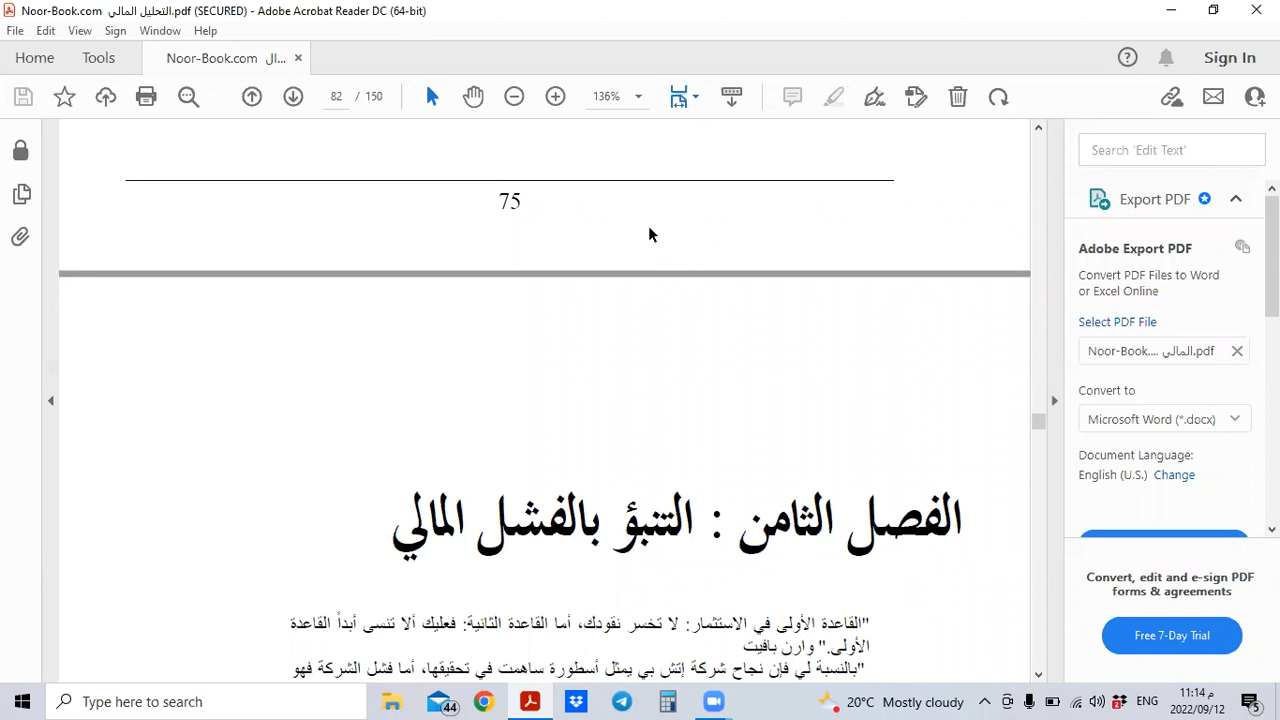 Noor-Book.com التحليل المالي.pdf (SECURED) - Adobe Acrobat Reader DC (64-bit)
File Edit View Sign Window Help
Home Tools Noor-Book.com ال... Sign In
82 / 150 136%
75
الفصل الثامن : التنبؤ بالفشل المالي
"القاعدة الأولى في الاستثمار: لا تخسر نقودك، أما القاعدة الثانية: فعليك ألا تنسى أبداً القاعدة
الأولى." وارن بافيت
"بالنسبة لي فإن نجاح شركة إتش بي يمثل أسطورة ساهمت في تحقيقها، أما فشل الشركة فهو
Search 'Edit Text'
Export PDF
Adobe Export PDF
Convert PDF Files to Word
or Excel Online
Select PDF File
Noor-Book.... المالي.pdf
Convert to
Microsoft Word (*.docx)
Document Language:
English (U.S.) Change
Convert, edit and e-sign PDF
forms & agreements
Free 7-Day Trial
Type here to search
44
20°C Mostly cloudy
ENG
11:14 م
2022/09/12
5